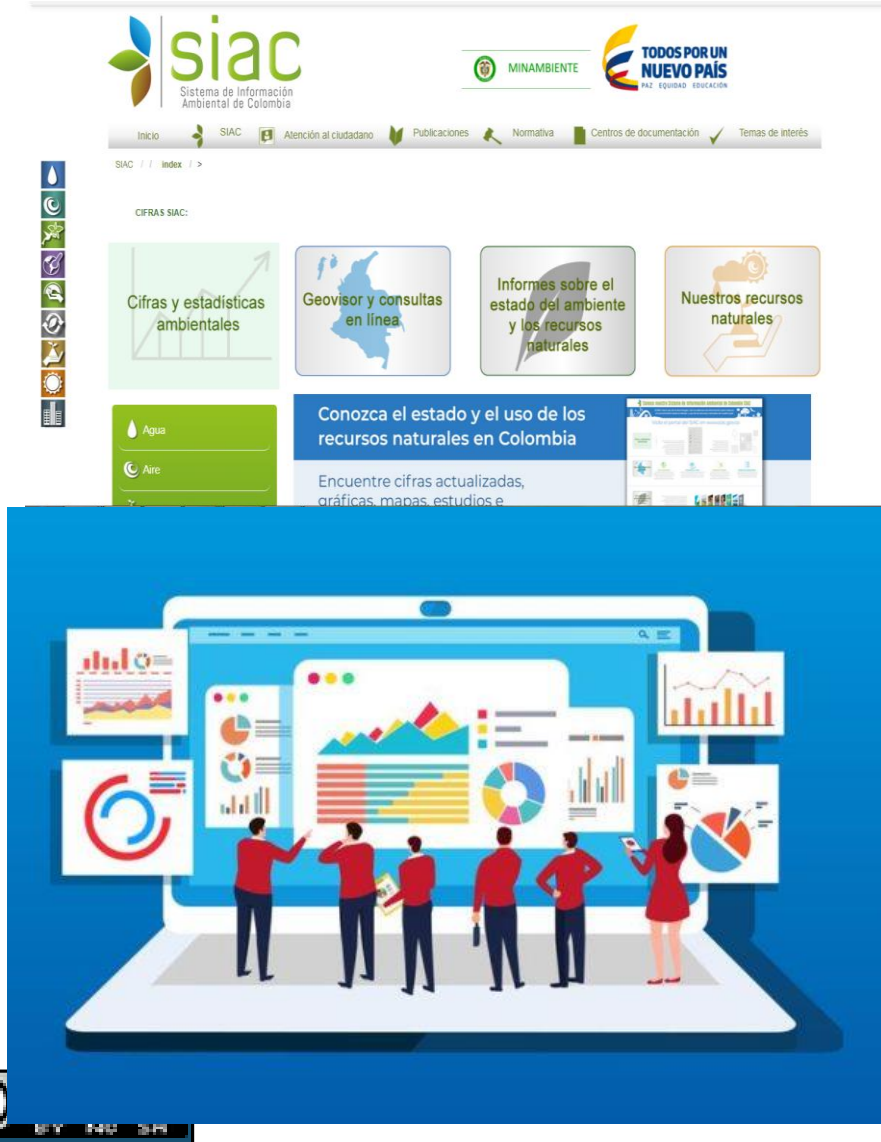 siac
Sistema de Información
Ambiental de Colombia
MINAMBIENTE
TODOS POR UN
NUEVO PAÍS
PAZ EQUIDAD EDUCACIÓN
Inicio SIAC Atención al ciudadano Publicaciones Normativa Centros de documentación Temas de interés
SIAC / / index / >
CIFRAS SIAC:
Cifras y estadísticas
ambientales
Geovisor y consultas
en línea
Informes sobre el
estado del ambiente
y los recursos
naturales
Nuestros recursos
naturales
Agua
Aire
Conozca el estado y el uso de los
recursos naturales en Colombia
Encuentre cifras actualizadas,
gráficas, mapas, estudios e
BY NC SA